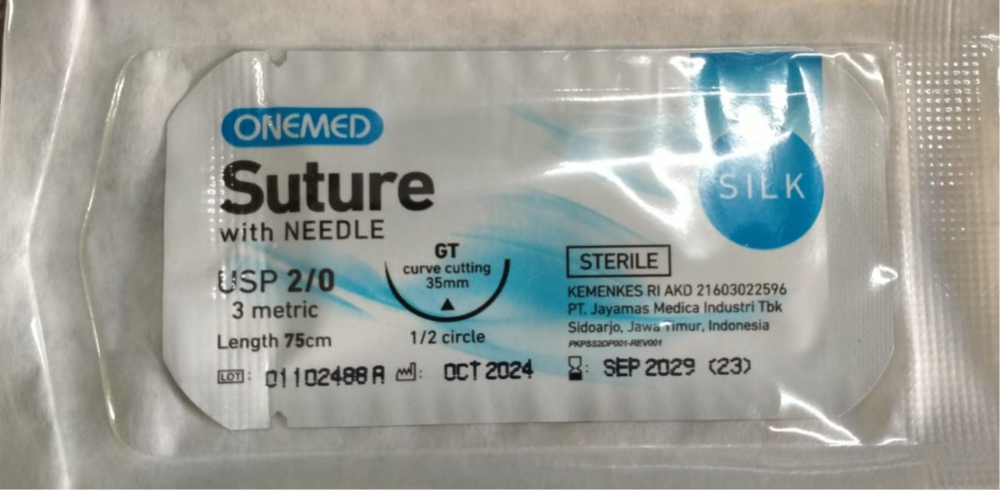 ONEMED
Suture
with NEEDLE
SILK
USP 2/0
3 metric
Length 75cm
GT
curve cutting
35mm
1/2 circle
STERILE
KEMENKES RI AKD 21603022596
PT. Jayamas Medica Industri Tbk
Sidoarjo, Jawa Timur, Indonesia
PKPSS2DP001-REV001
LOT: 01102488A : OCT 2024 : SEP 2029 (23)